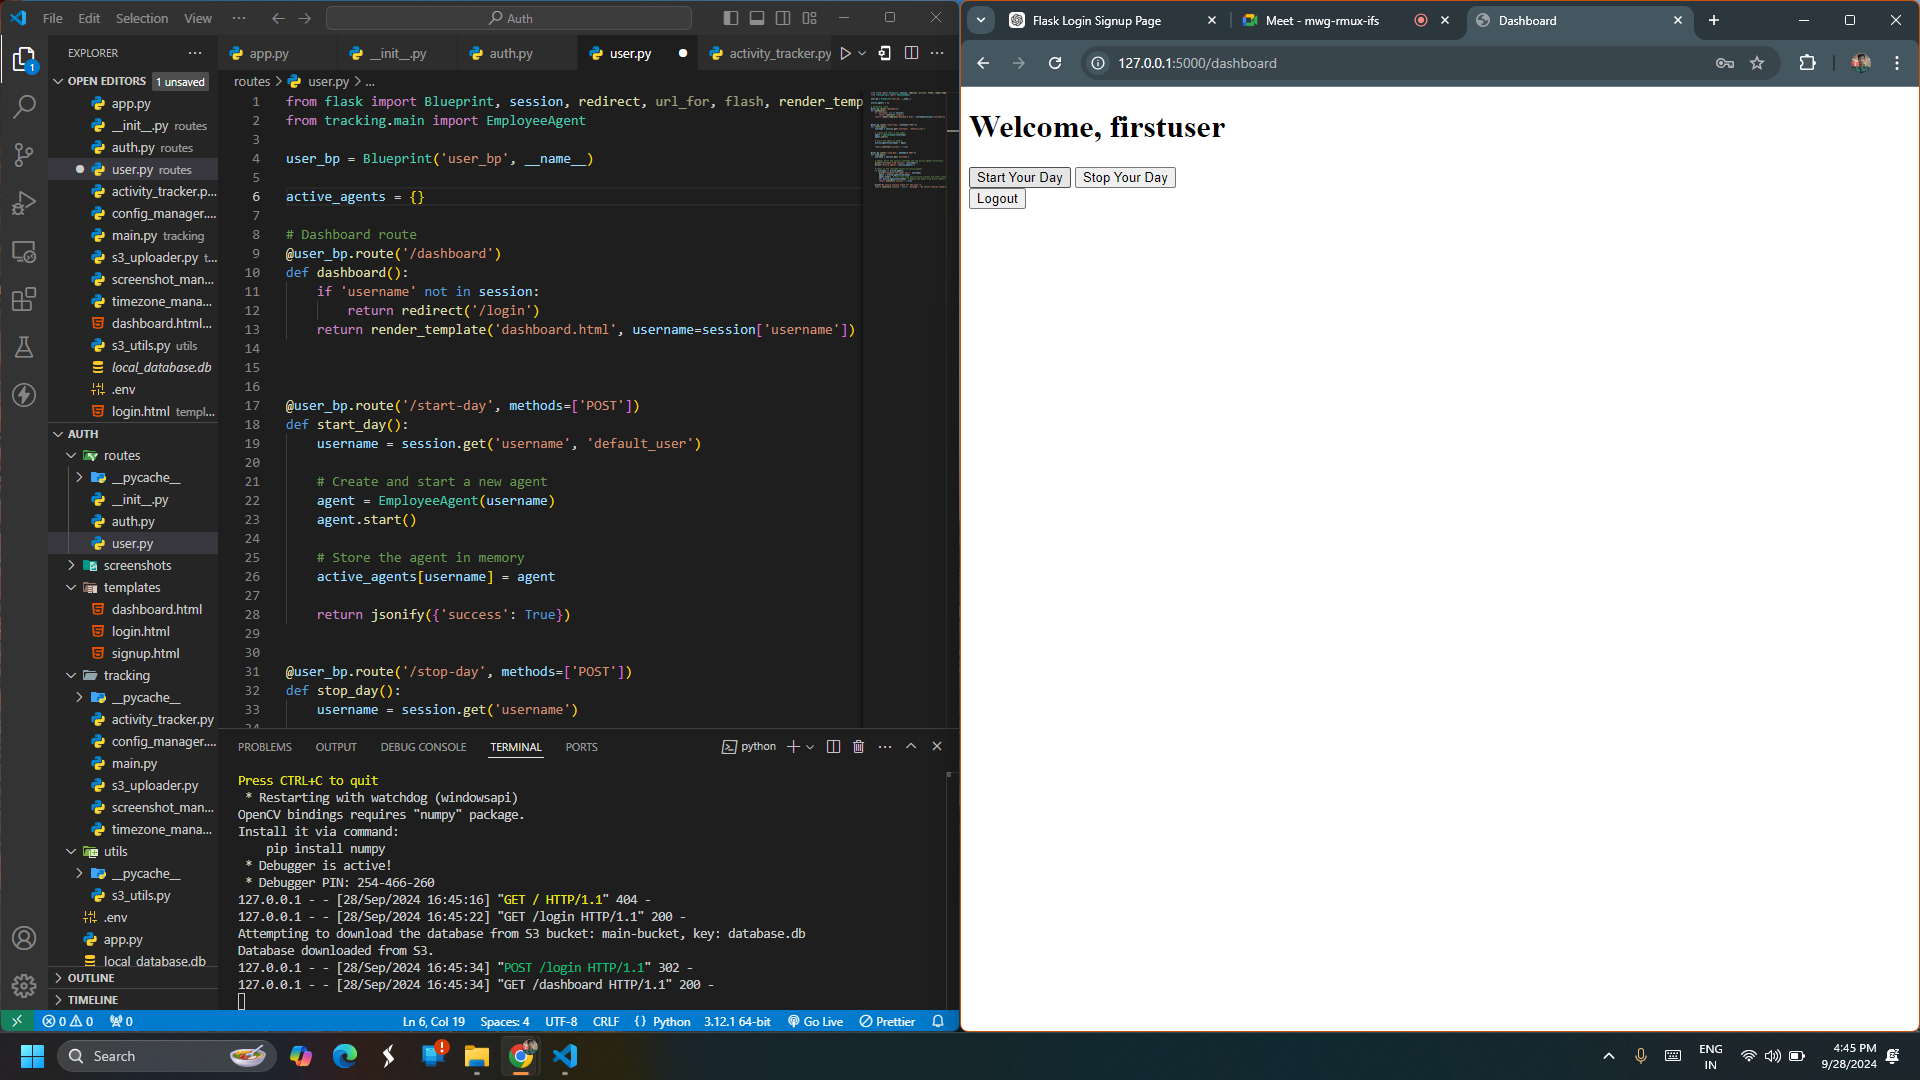 File Edit Selection View ··· Auth
EXPLORER ···
OPEN EDITORS 1 unsaved
app.py
__init__.py routes
auth.py routes
user.py routes
activity_tracker.p...
config_manager....
main.py tracking
s3_uploader.py t...
screenshot_man...
timezone_mana...
dashboard.html...
s3_utils.py utils
local_database.db
.env
login.html templ...
AUTH
routes
__pycache__
__init__.py
auth.py
user.py
screenshots
templates
dashboard.html
login.html
signup.html
tracking
__pycache__
activity_tracker.py
config_manager....
main.py
s3_uploader.py
screenshot_man...
timezone_mana...
utils
__pycache__
s3_utils.py
.env
app.py
local_database.db
OUTLINE
TIMELINE
app.py __init__.py auth.py user.py activity_tracker.py
routes > user.py > ...
1 from flask import Blueprint, session, redirect, url_for, flash, render_temp
2 from tracking.main import EmployeeAgent
3
4 user_bp = Blueprint('user_bp', __name__)
5
6 active_agents = {}
7
8 # Dashboard route
9 @user_bp.route('/dashboard')
10 def dashboard():
11 if 'username' not in session:
12 return redirect('/login')
13 return render_template('dashboard.html', username=session['username'])
14
15
16
17 @user_bp.route('/start-day', methods=['POST'])
18 def start_day():
19 username = session.get('username', 'default_user')
20
21 # Create and start a new agent
22 agent = EmployeeAgent(username)
23 agent.start()
24
25 # Store the agent in memory
26 active_agents[username] = agent
27
28 return jsonify({'success': True})
29
30
31 @user_bp.route('/stop-day', methods=['POST'])
32 def stop_day():
33 username = session.get('username')
34
PROBLEMS OUTPUT DEBUG CONSOLE TERMINAL PORTS python
Press CTRL+C to quit
* Restarting with watchdog (windowsapi)
OpenCV bindings requires "numpy" package.
Install it via command:
pip install numpy
* Debugger is active!
* Debugger PIN: 254-466-260
127.0.0.1 - - [28/Sep/2024 16:45:16] "GET / HTTP/1.1" 404 -
127.0.0.1 - - [28/Sep/2024 16:45:22] "GET /login HTTP/1.1" 200 -
Attempting to download the database from S3 bucket: main-bucket, key: database.db
Database downloaded from S3.
127.0.0.1 - - [28/Sep/2024 16:45:34] "POST /login HTTP/1.1" 302 -
127.0.0.1 - - [28/Sep/2024 16:45:34] "GET /dashboard HTTP/1.1" 200 -
0 0 0 Ln 6, Col 19 Spaces: 4 UTF-8 CRLF {} Python 3.12.1 64-bit Go Live Prettier
Flask Login Signup Page Meet - mwg-rmux-ifs Dashboard
127.0.0.1:5000/dashboard
Welcome, firstuser
Start Your Day Stop Your Day
Logout
Search
ENG
IN
4:45 PM
9/28/2024